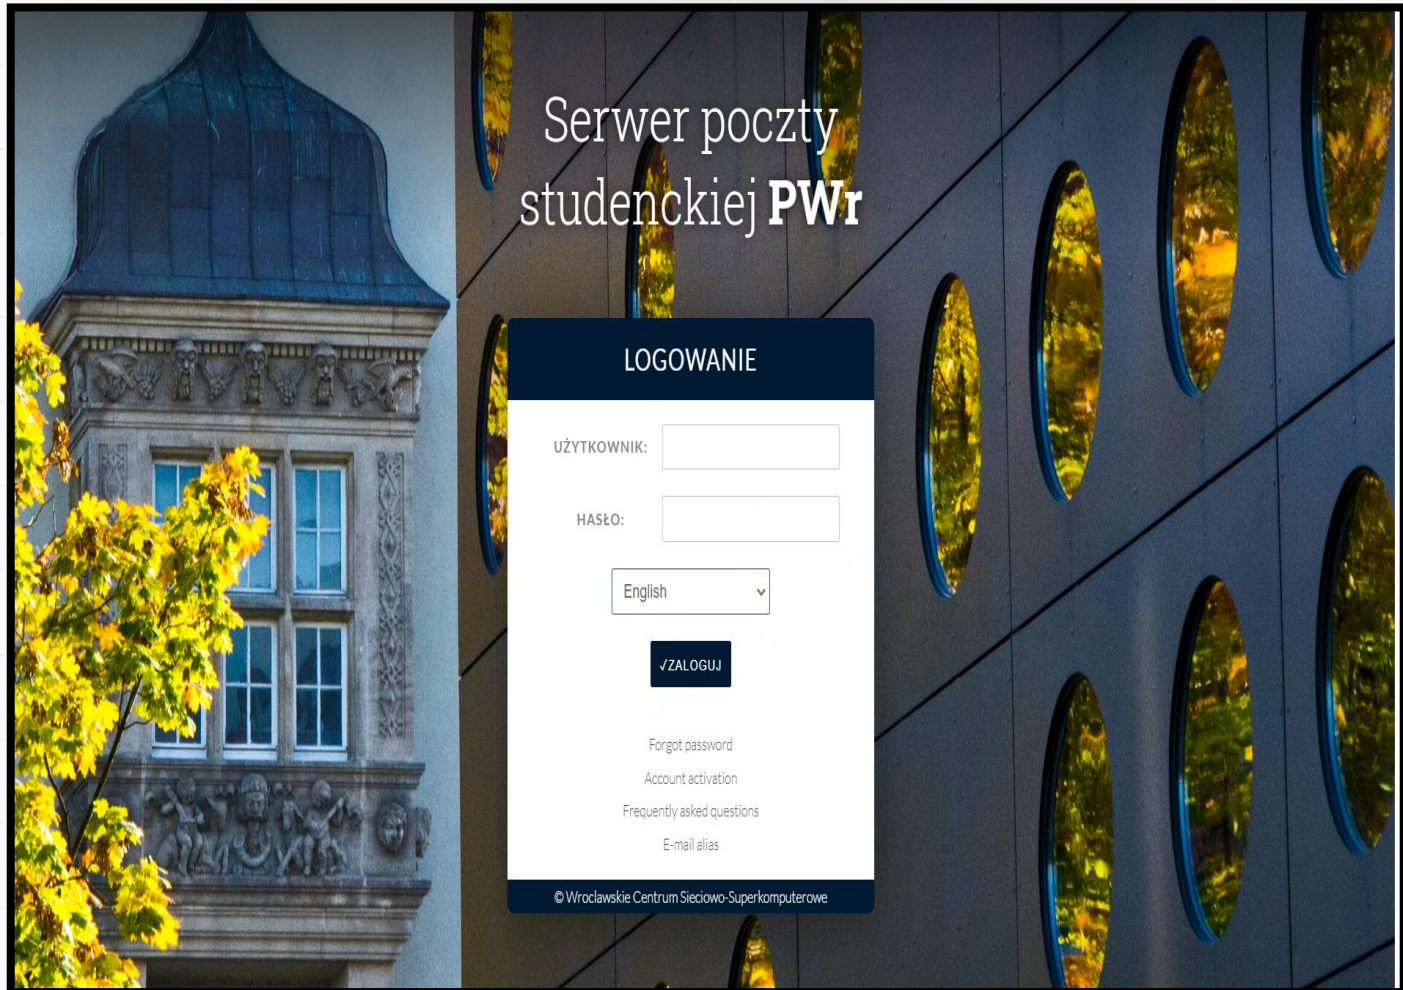 Serwer poczty
studenckiej PWr
LOGOWANIE
UŻYTKOWNIK:
HASŁO:
English
✓ZALOGUJ
Forgot password
Account activation
Frequently asked questions
E-mail alias
© Wroclawskie Centrum Sieciowo-Superkomputerowe